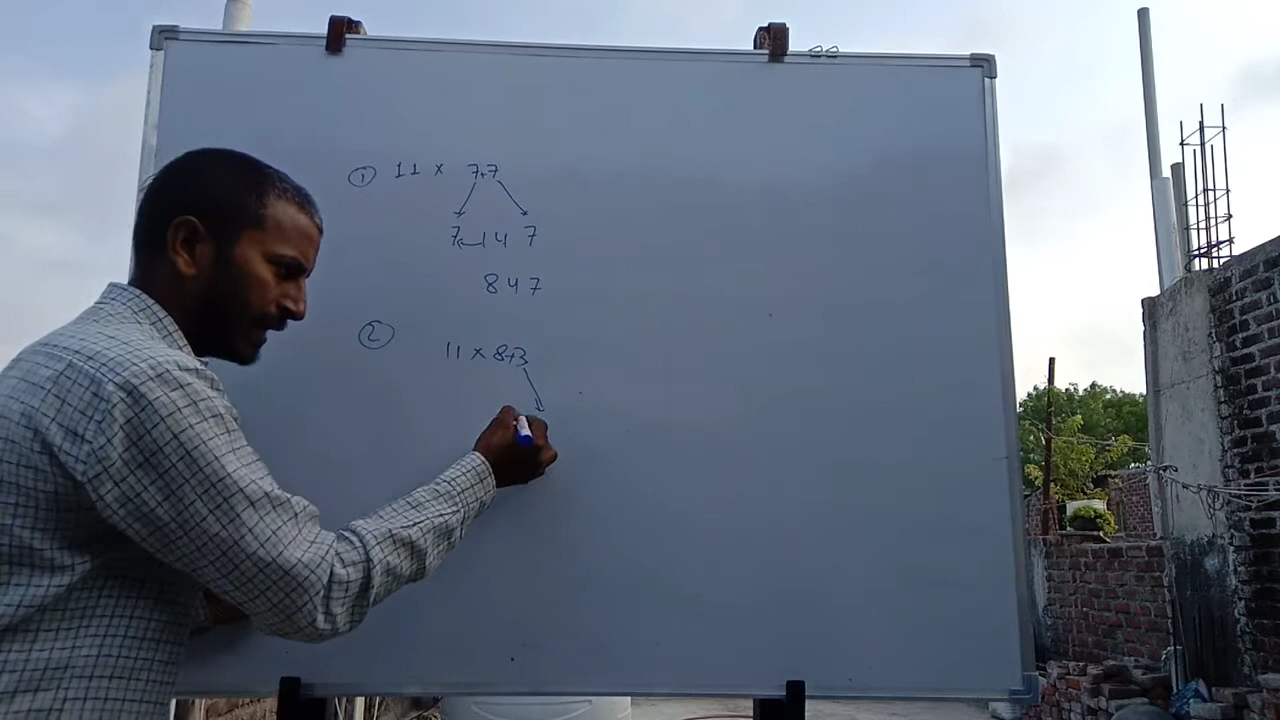 ① 11 × 7+7
7 14 7
847
②
11 × 8+3